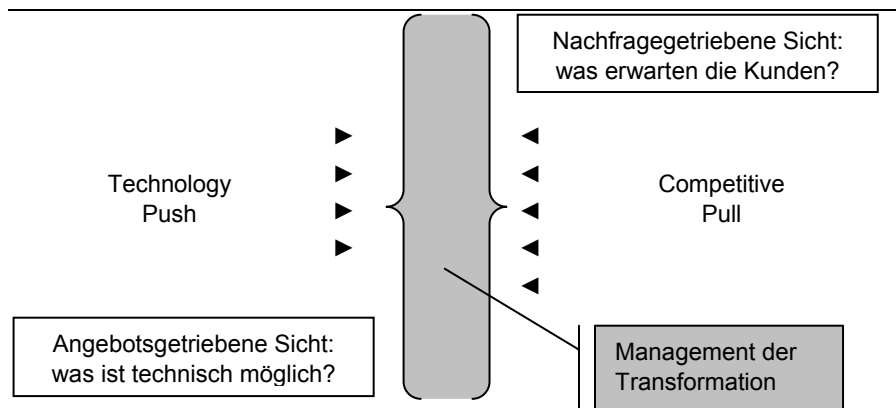 Nachfragegetriebene Sicht:
was erwarten die Kunden?
Technology
Push
Competitive
Pull
Angebotsgetriebene Sicht:
was ist technisch möglich?
Management der
Transformation